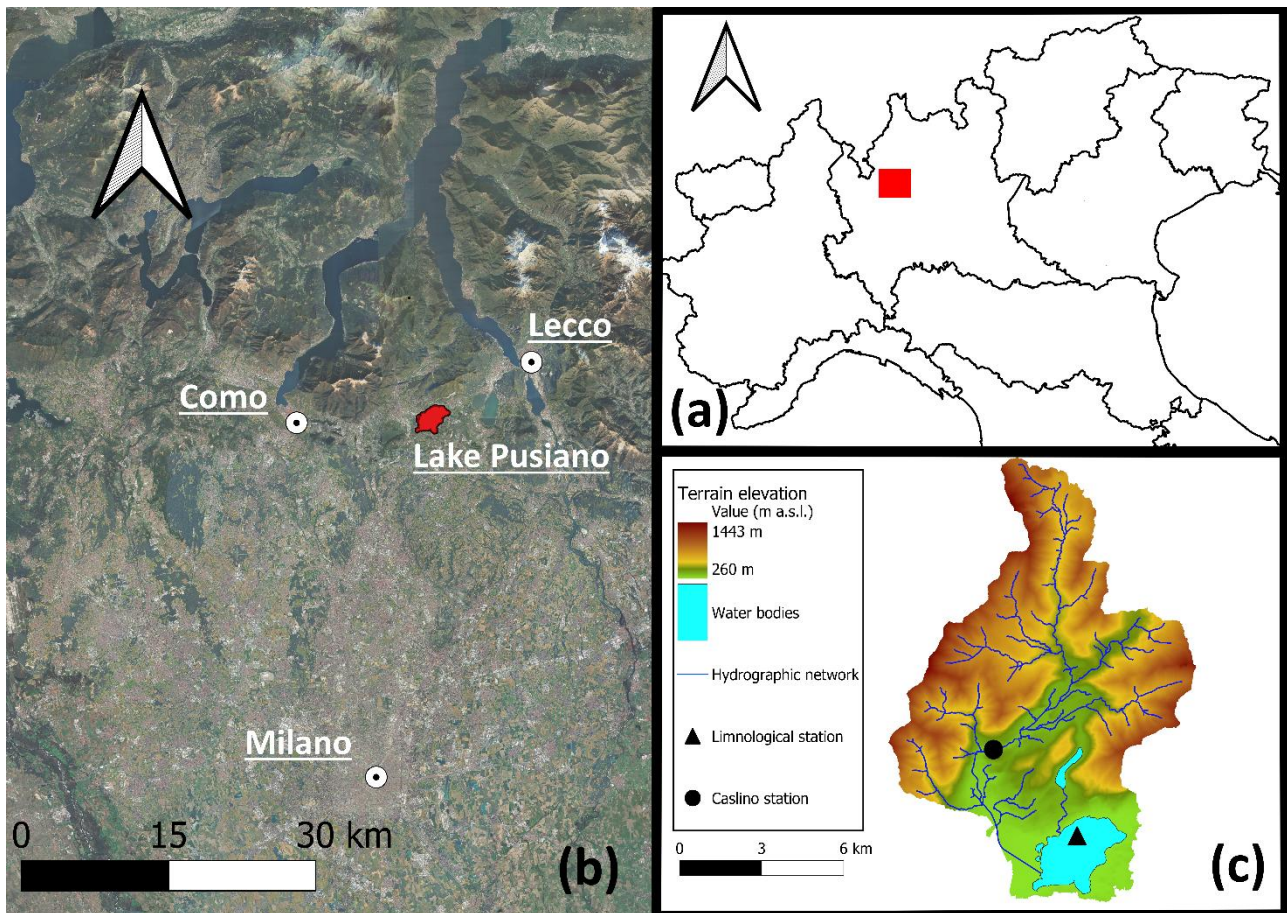 Lecco
Como
Lake Pusiano
Milano
0 15 30 km
(b)
(a)
Terrain elevation
Value (m a.s.l.)
1443 m
260 m
Water bodies
Hydrographic network
Limnological station
Caslino station
0 3 6 km
(c)